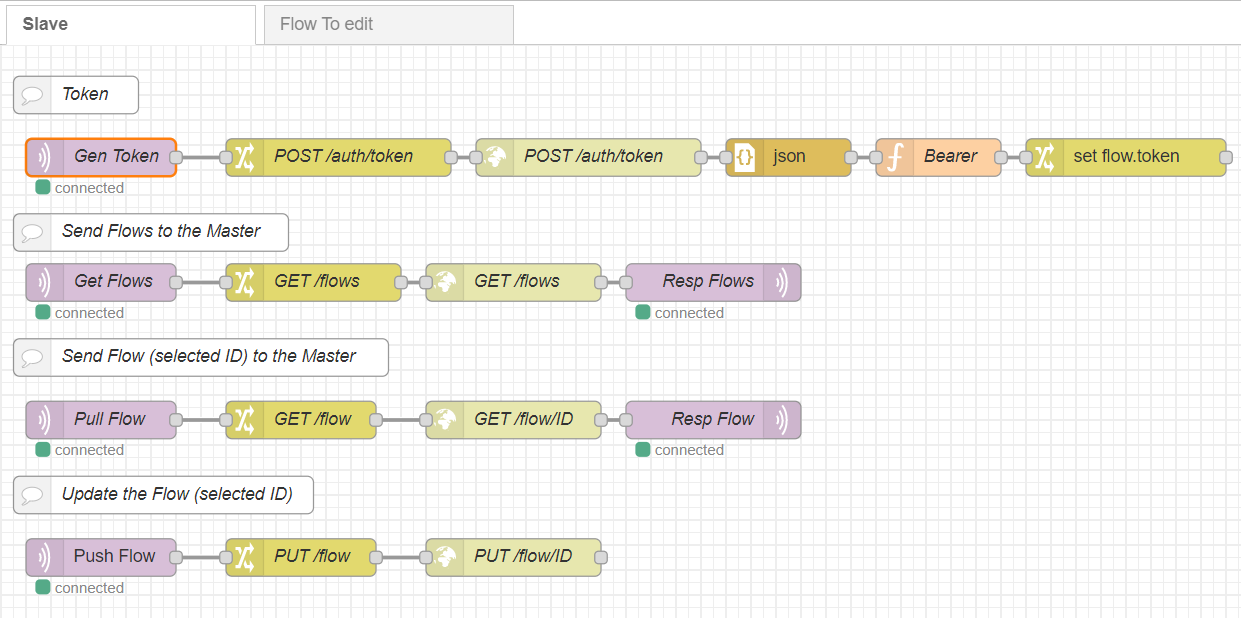 Slave Flow To edit
Token
Gen Token POST /auth/token POST /auth/token json Bearer set flow.token
connected
Send Flows to the Master
Get Flows GET /flows GET /flows Resp Flows
connected connected
Send Flow (selected ID) to the Master
Pull Flow GET /flow GET /flow/ID Resp Flow
connected connected
Update the Flow (selected ID)
Push Flow PUT /flow PUT /flow/ID
connected